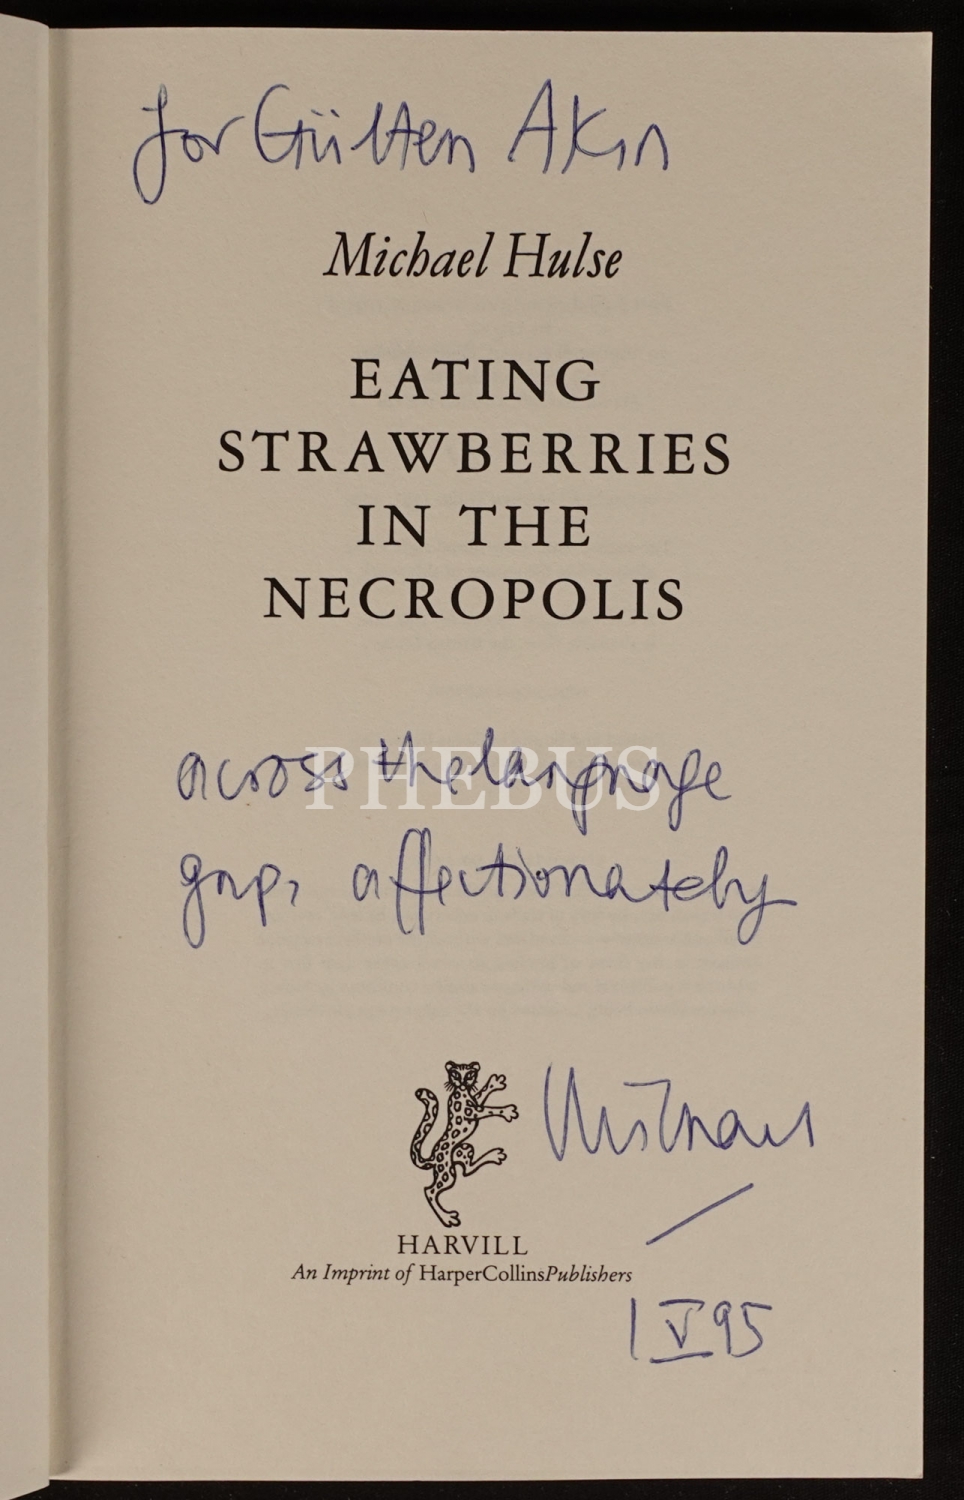 for Gülten Akın
Michael Hulse
EATING
STRAWBERRIES
IN THE
NECROPOLIS
across the language
PHEBUS
gap, affectionately
Michael
HARVILL
An Imprint of HarperCollinsPublishers
1 V 95